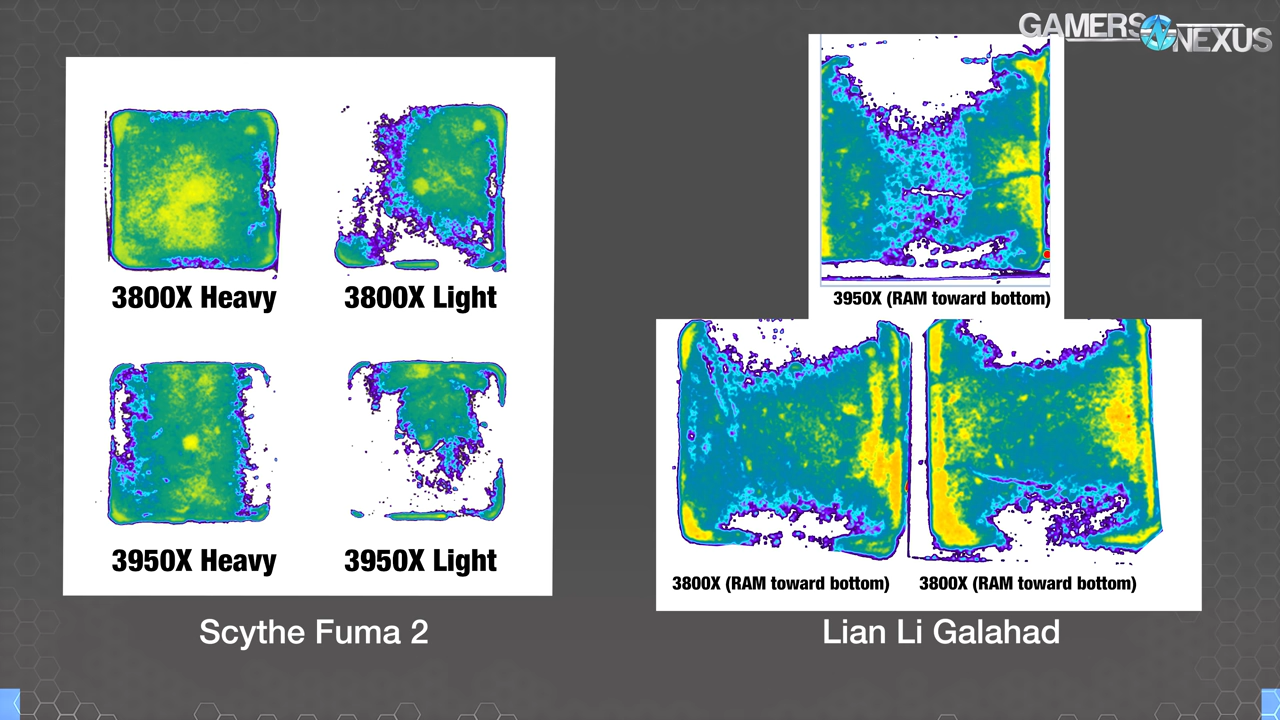 GAMERS NEXUS
3800X Heavy
3800X Light
3950X Heavy
3950X Light
Scythe Fuma 2
3950X (RAM toward bottom)
3800X (RAM toward bottom)
3800X (RAM toward bottom)
Lian Li Galahad